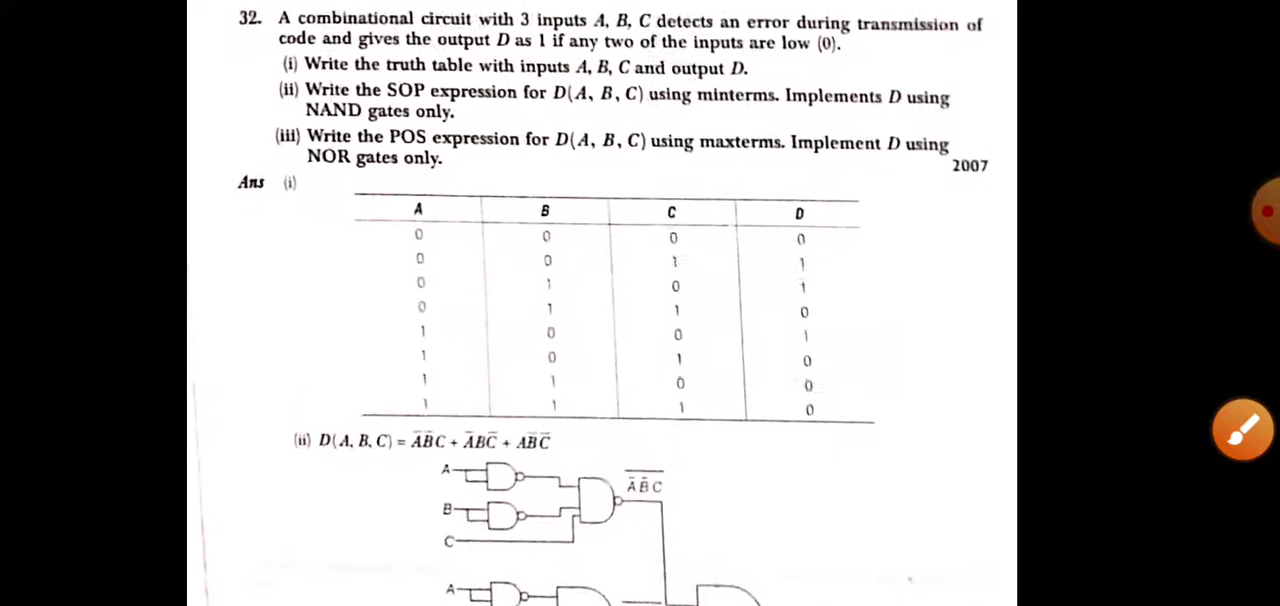 32. A combinational circuit with 3 inputs A, B, C detects an error during transmission of
code and gives the output D as 1 if any two of the inputs are low (0).
(i) Write the truth table with inputs A, B, C and output D.
(ii) Write the SOP expression for D(A, B, C) using minterms. Implements D using
NAND gates only.
(iii) Write the POS expression for D(A, B, C) using maxterms. Implement D using
NOR gates only.
2007
Ans (i)
A B C D
0 0 0 0
0 0 1 1
0 1 0 1
0 1 1 0
1 0 0 1
1 0 1 0
1 1 0 0
1 1 1 0
(ii) D(A, B, C) = A̅B̅C + A̅BC̅ + AB̅C̅
A
A̅ B̅ C
B
C
A